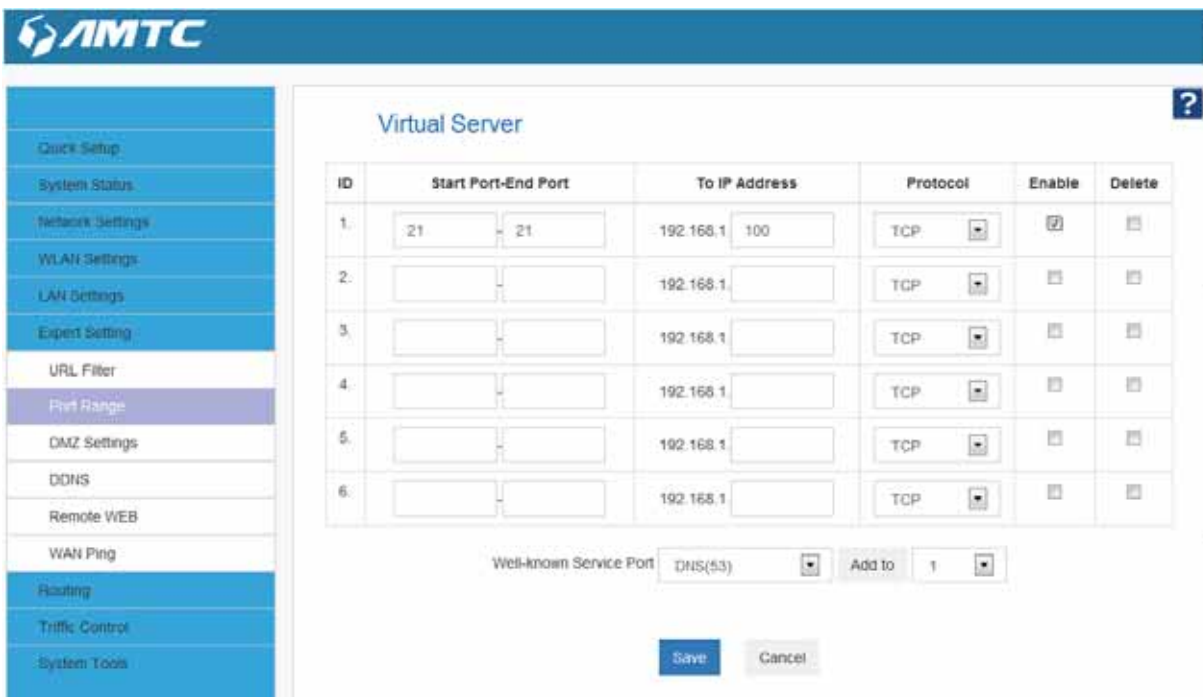 AMTC
?
Quick Setup
System Status
Network Settings
WLAN Settings
LAN Settings
Expert Setting
URL Filter
Port Range
DMZ Settings
DDNS
Remote WEB
WAN Ping
Routing
Triffic Control
System Tools
Virtual Server
ID Start Port-End Port To IP Address Protocol Enable Delete
1. 21 - 21 192.168.1. 100 TCP
2. - 192.168.1. TCP
3. - 192.168.1. TCP
4. - 192.168.1. TCP
5. - 192.168.1. TCP
6. - 192.168.1. TCP
Well-known Service Port DNS(53) Add to 1
Save Cancel